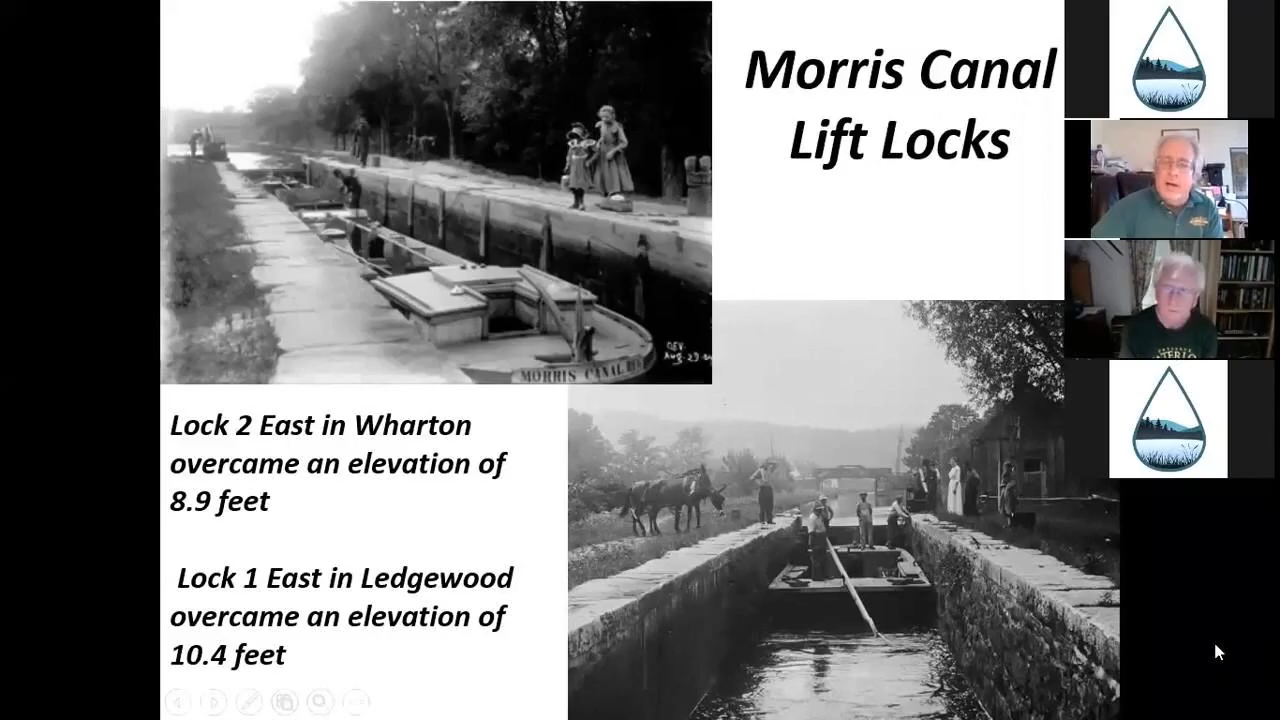 Morris Canal
Lift Locks
Lock 2 East in Wharton
overcame an elevation of
8.9 feet
Lock 1 East in Ledgewood
overcame an elevation of
10.4 feet
MORRIS CANAL